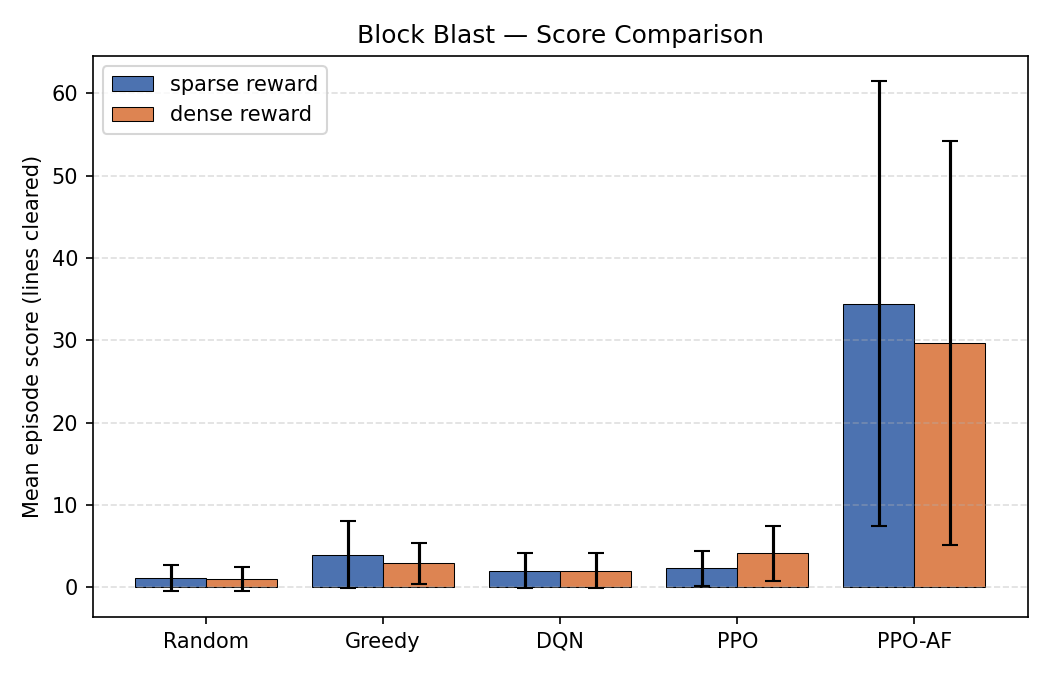 Block Blast — Score Comparison
sparse reward
dense reward
Mean episode score (lines cleared)
60
50
40
30
20
10
0
Random Greedy DQN PPO PPO-AF